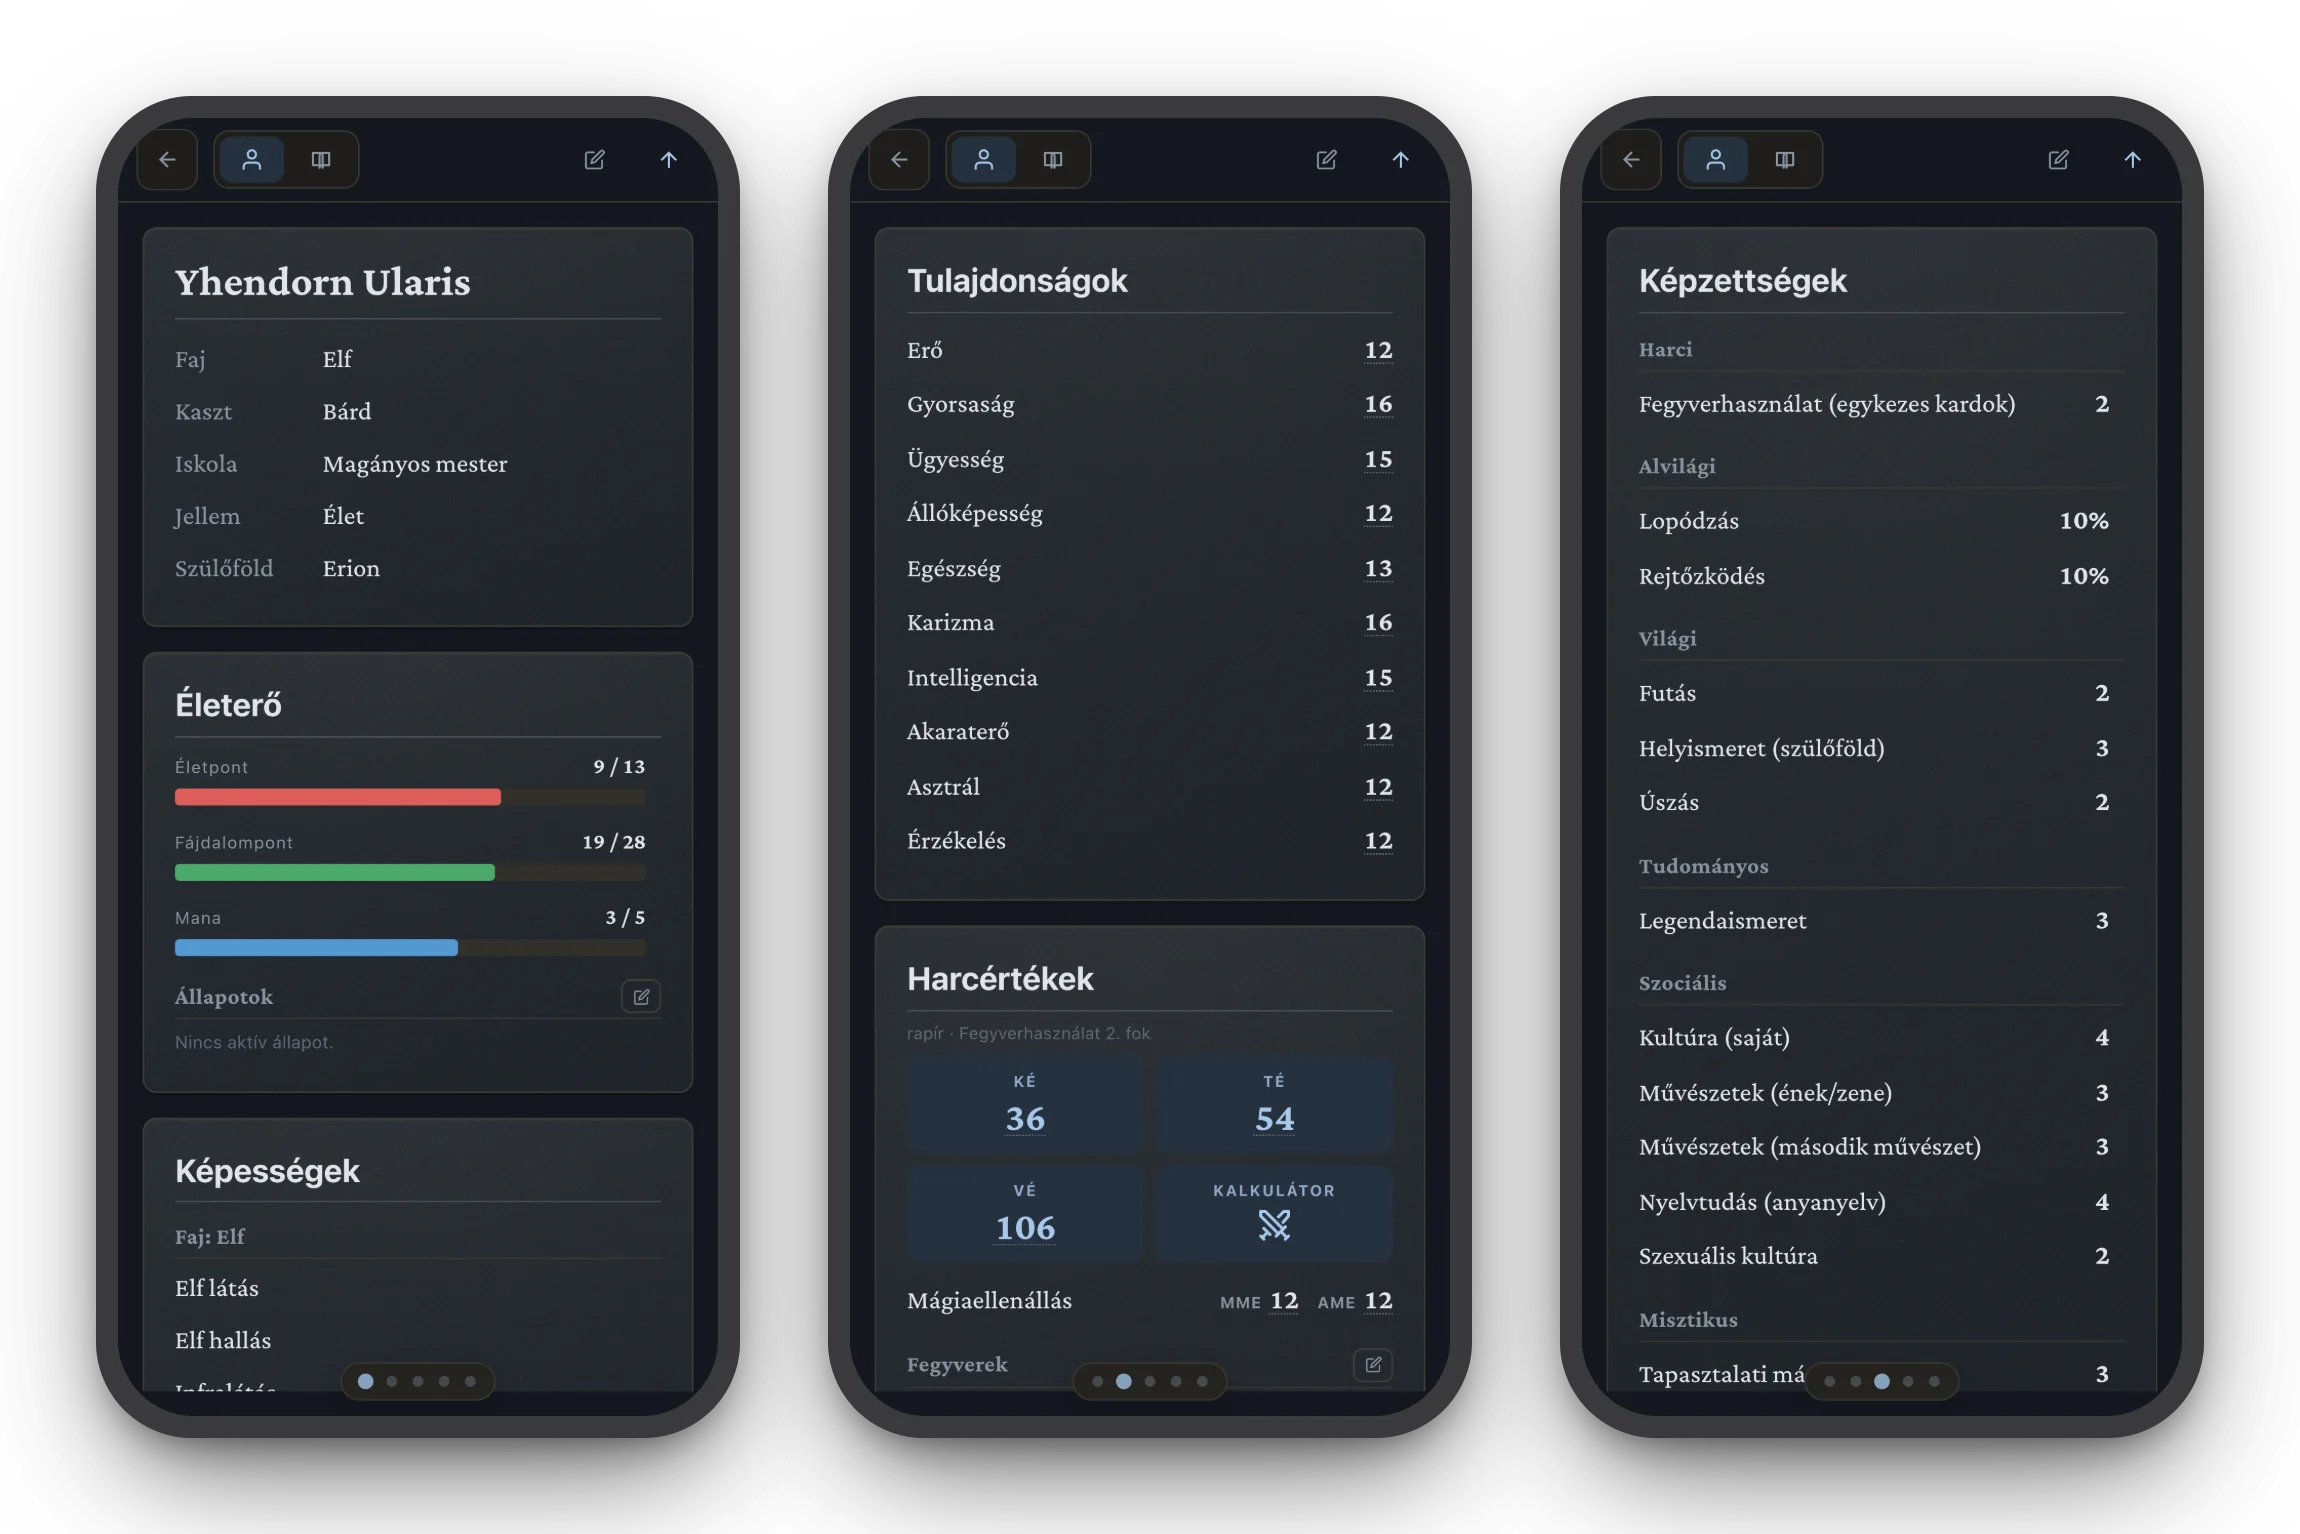 Yhendorn Ularis
Faj Elf
Kaszt Bárd
Iskola Magányos mester
Jellem Élet
Szülőföld Erion
Életerő
Életpont 9 / 13
Fájdalompont 19 / 28
Mana 3 / 5
Állapotok
Nincs aktív állapot.
Képességek
Faj: Elf
Elf látás
Elf hallás
Infralátás
Tulajdonságok
Erő 12
Gyorsaság 16
Ügyesség 15
Állóképesség 12
Egészség 13
Karizma 16
Intelligencia 15
Akaraterő 12
Asztrál 12
Érzékelés 12
Harcértékek
rapír · Fegyverhasználat 2. fok
KÉ TÉ
36 54
VÉ KALKULÁTOR
106
Mágiaellenállás MME 12 AME 12
Fegyverek
Képzettségek
Harci
Fegyverhasználat (egykezes kardok) 2
Alvilági
Lopódzás 10%
Rejtőzködés 10%
Világi
Futás 2
Helyismeret (szülőföld) 3
Úszás 2
Tudományos
Legendaismeret 3
Szociális
Kultúra (saját) 4
Művészetek (ének/zene) 3
Művészetek (második művészet) 3
Nyelvtudás (anyanyelv) 4
Szexuális kultúra 2
Misztikus
Tapasztalati má 3